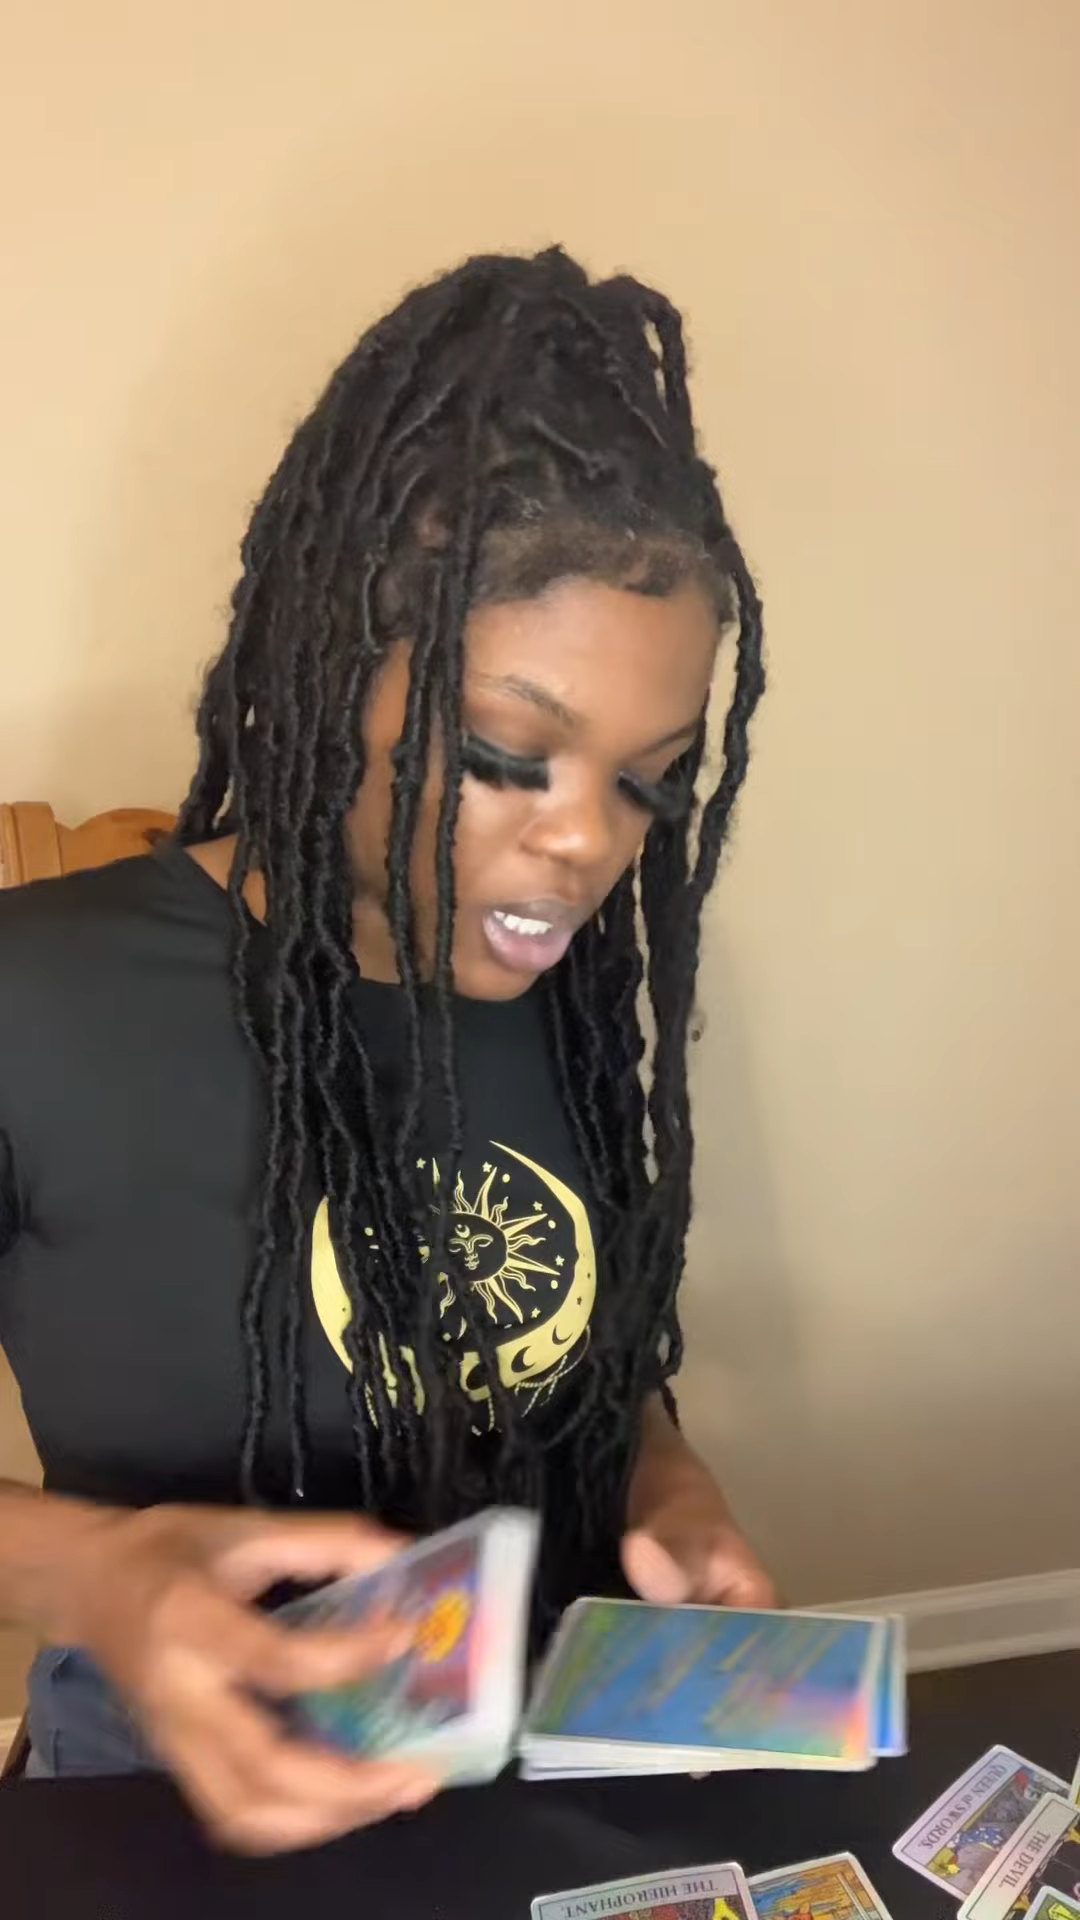 QUEEN of SWORDS.
THE DEVIL.
THE HIEROPHANT.